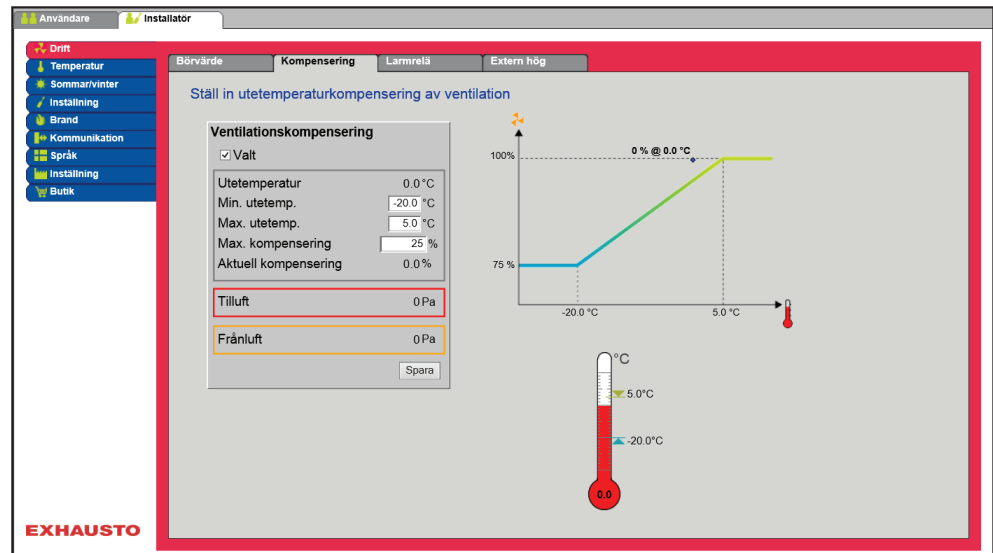 Användare
Installatör
Drift
Temperatur
Sommar/vinter
Inställning
Brand
Kommunikation
Språk
Inställning
Butik
Börvärde
Kompensering
Larmrelä
Extern hög
Ställ in utetemperaturkompensering av ventilation
Ventilationskompensering
Valt
Utetemperatur 0.0°C
Min. utetemp. -20.0 °C
Max. utetemp. 5.0 °C
Max. kompensering 25 %
Aktuell kompensering 0.0%
Tilluft 0 Pa
Frånluft 0 Pa
Spara
100%
0 % @ 0.0 °C
75 %
-20.0 °C
5.0 °C
°C
5.0°C
-20.0°C
0.0
EXHAUSTO